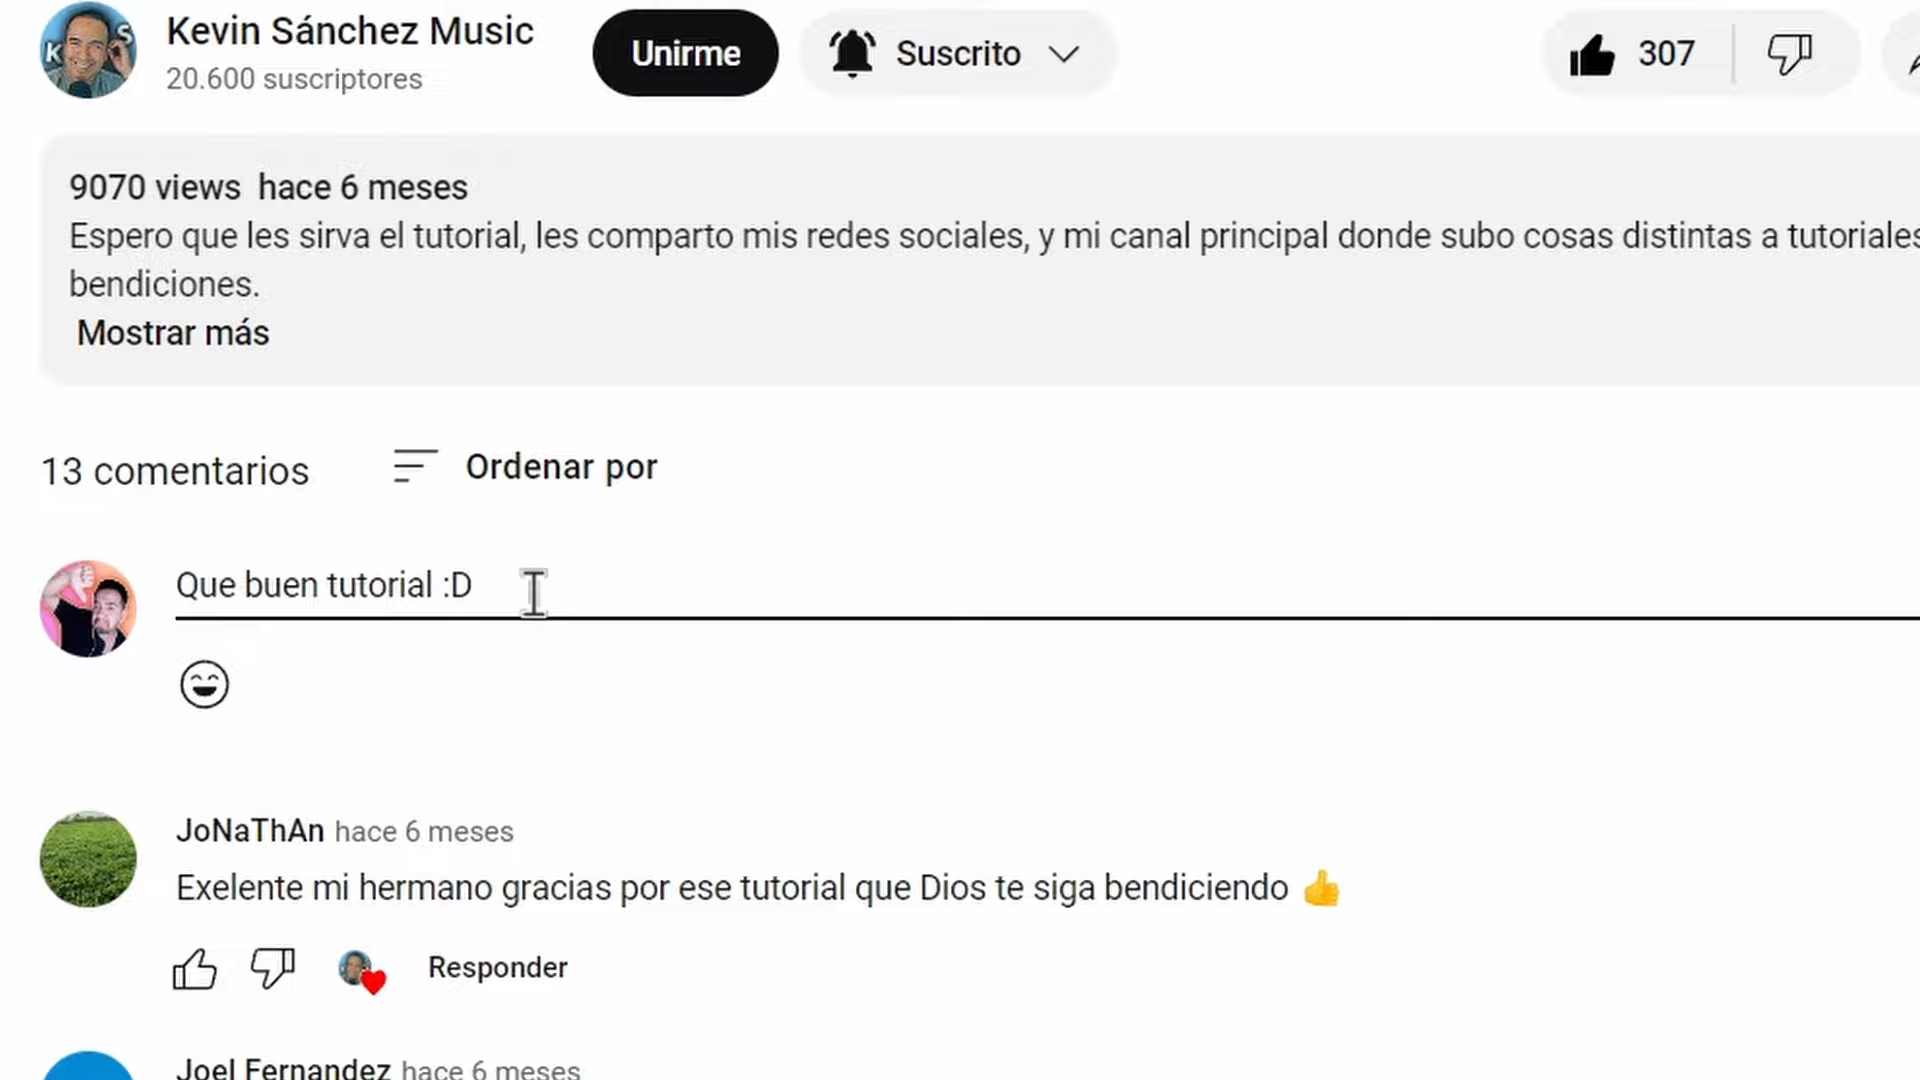 Kevin Sánchez Music
20.600 suscriptores
Unirme
Suscrito
307
9070 views hace 6 meses
Espero que les sirva el tutorial, les comparto mis redes sociales, y mi canal principal donde subo cosas distintas a tutoriales
bendiciones.
Mostrar más
13 comentarios
Ordenar por
Que buen tutorial :D
JoNaThAn hace 6 meses
Exelente mi hermano gracias por ese tutorial que Dios te siga bendiciendo 👍
Responder
Joel Fernandez hace 6 meses